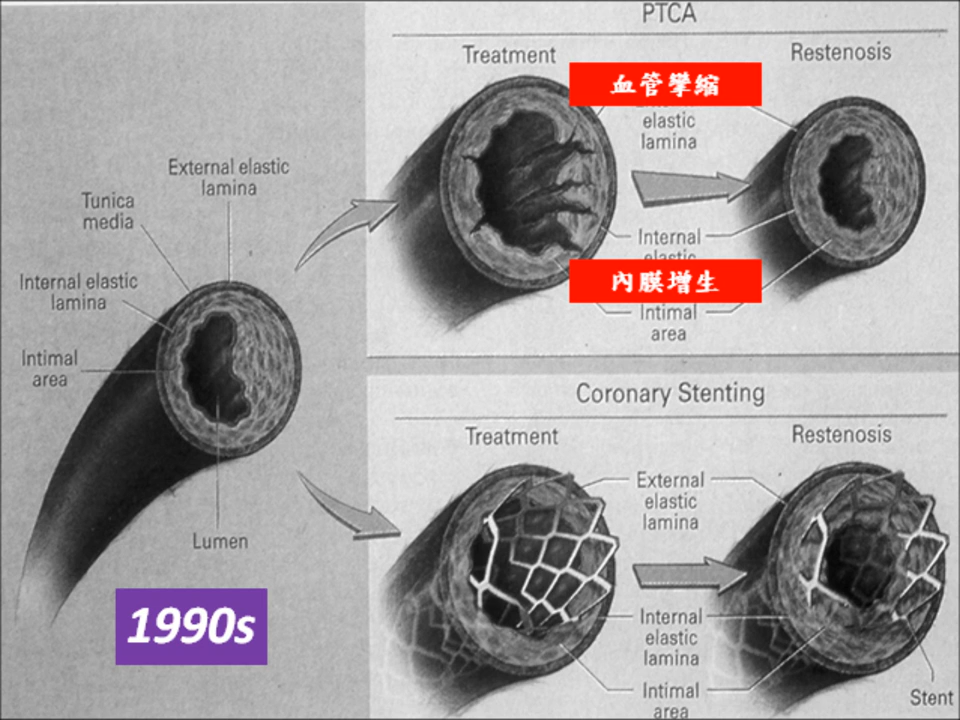 PTCA
Treatment
Restenosis
血管攣縮
elastic
lamina
Internal
elastic
內膜增生
Intimal
area
External elastic
lamina
Tunica
media
Internal elastic
lamina
Intimal
area
Lumen
1990s
Coronary Stenting
Treatment
Restenosis
External
elastic
lamina
Internal
elastic
lamina
Intimal
area
Stent